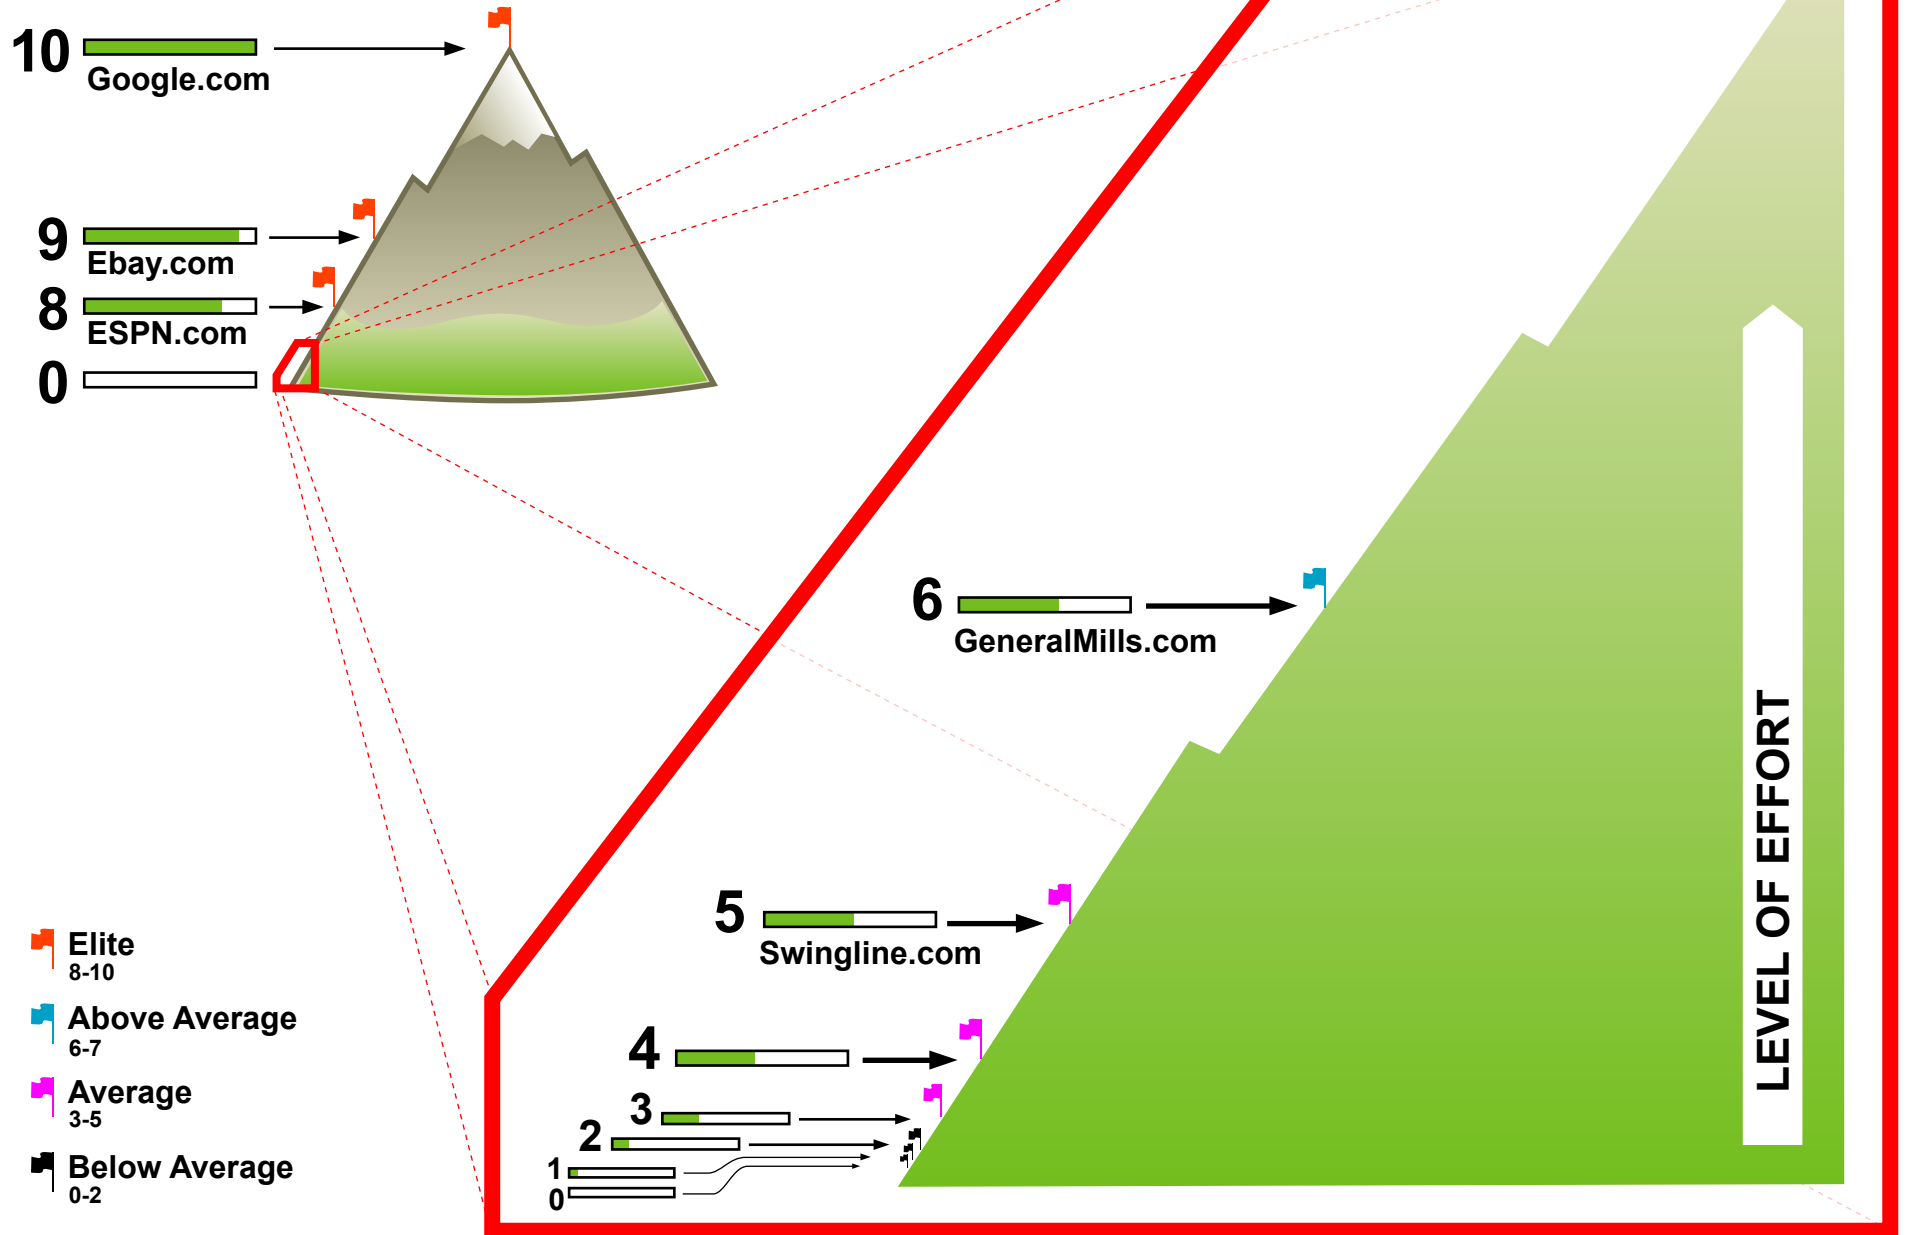 10
Google.com
9
Ebay.com
8
ESPN.com
0
6
GeneralMills.com
5
Swingline.com
4
3
2
1
0
LEVEL OF EFFORT
Elite
8-10
Above Average
6-7
Average
3-5
Below Average
0-2